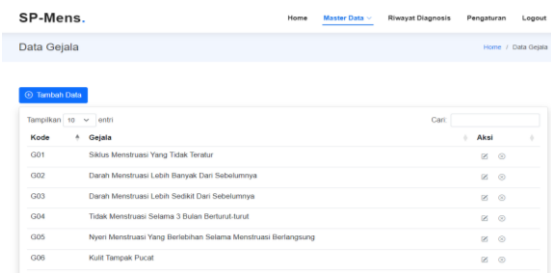 SP-Mens.
Home Master Data Riwayat Diagnosis Pengaturan Logout
Data Gejala
Home / Data Gejala
Tambah Data
Tampilkan 10 entri
Cari:
Kode Gejala Aksi
G01 Siklus Menstruasi Yang Tidak Teratur
G02 Darah Menstruasi Lebih Banyak Dari Sebelumnya
G03 Darah Menstruasi Lebih Sedikit Dari Sebelumnya
G04 Tidak Menstruasi Selama 3 Bulan Berturut-turut
G05 Nyeri Menstruasi Yang Berlebihan Selama Menstruasi Berlangsung
G06 Kulit Tampak Pucat